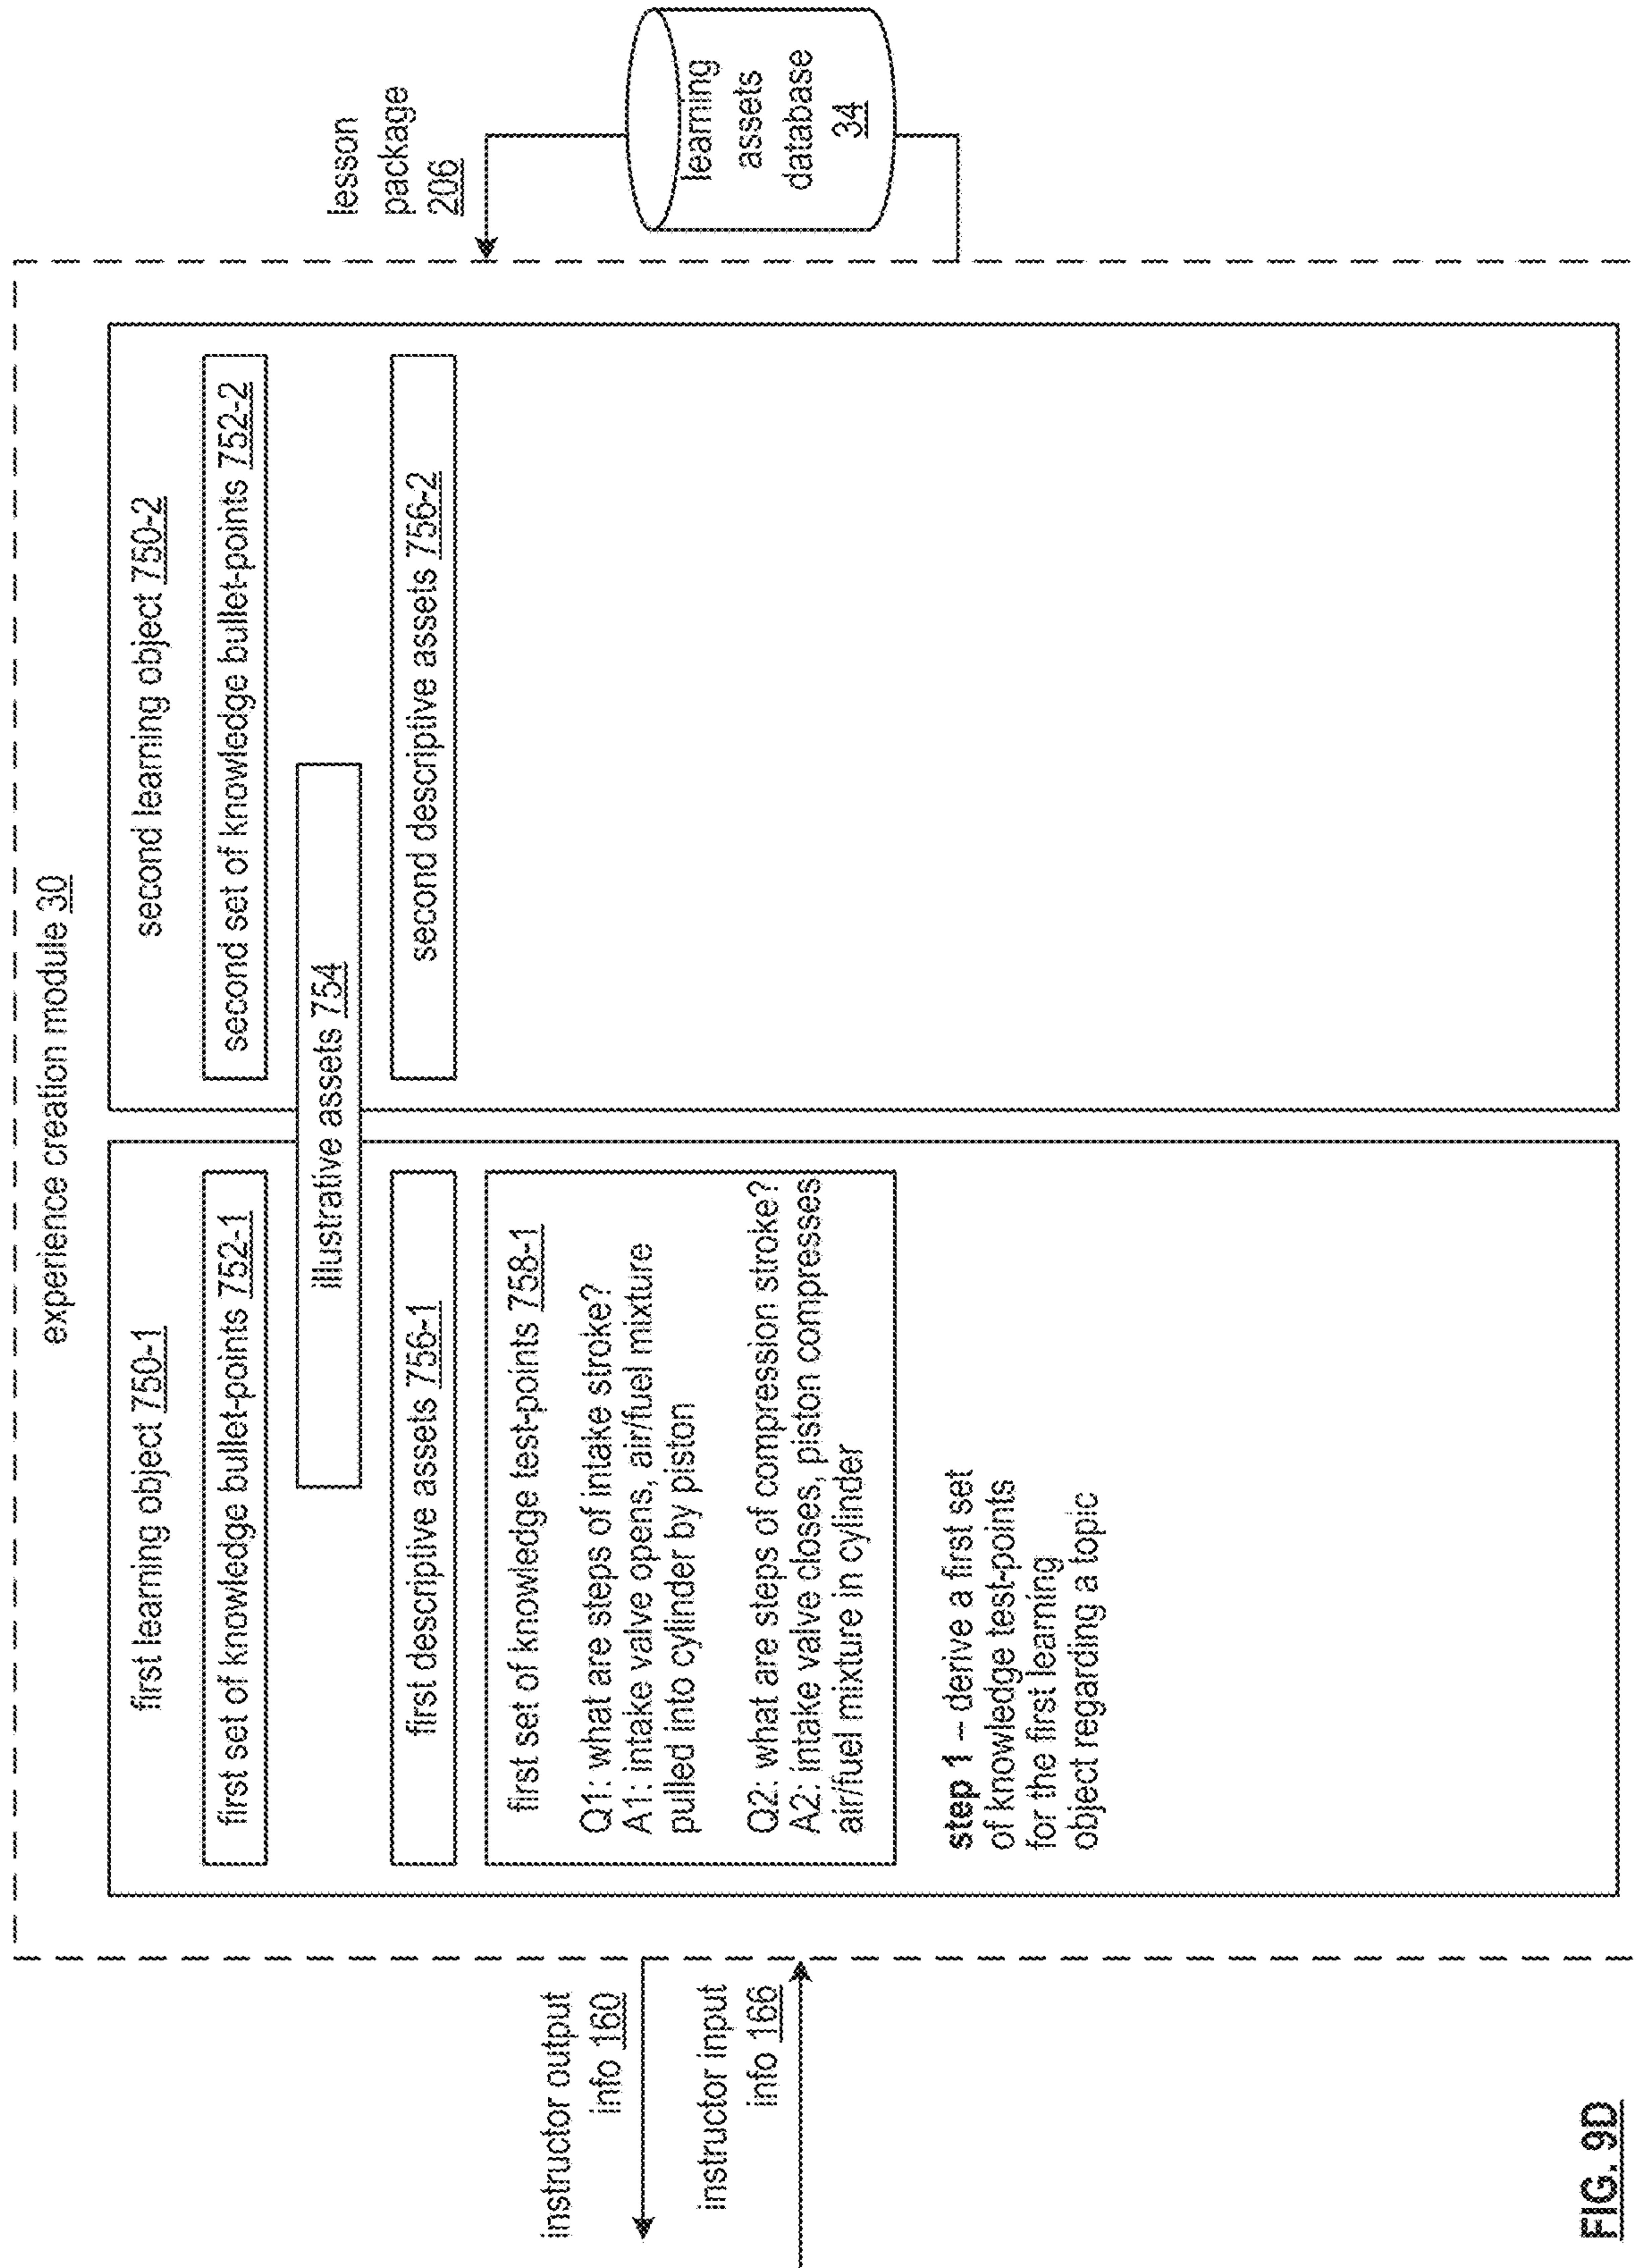 experience creation module 30
first learning object 750-1
first set of knowledge bullet-points 752-1
second learning object 750-2
second set of knowledge bullet-points 752-2
illustrative assets 754
first descriptive assets 756-1
second descriptive assets 756-2
first set of knowledge test-points 758-1
Q1: what are steps of intake stroke?
A1: intake valve opens, air/fuel mixture
pulled into cylinder by piston
Q2: what are steps of compression stroke?
A2: intake valve closes, piston compresses
air/fuel mixture in cylinder
step 1 -- derive a first set
of knowledge test-points
for the first learning
object regarding a topic
instructor output
info 160
instructor input
info 166
lesson
package
206
learning
assets
database
34
FIG. 9D